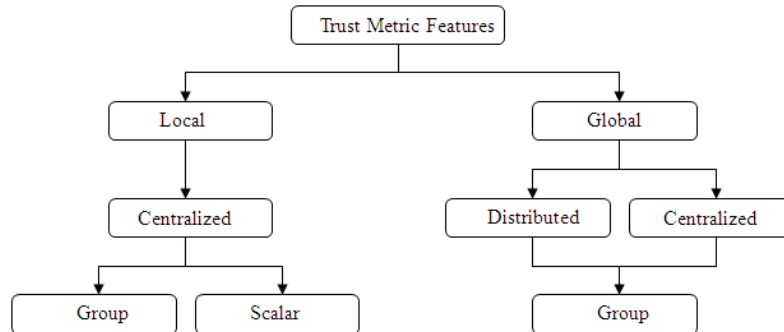 Trust Metric Features
Local
Global
Centralized
Distributed
Centralized
Group
Scalar
Group